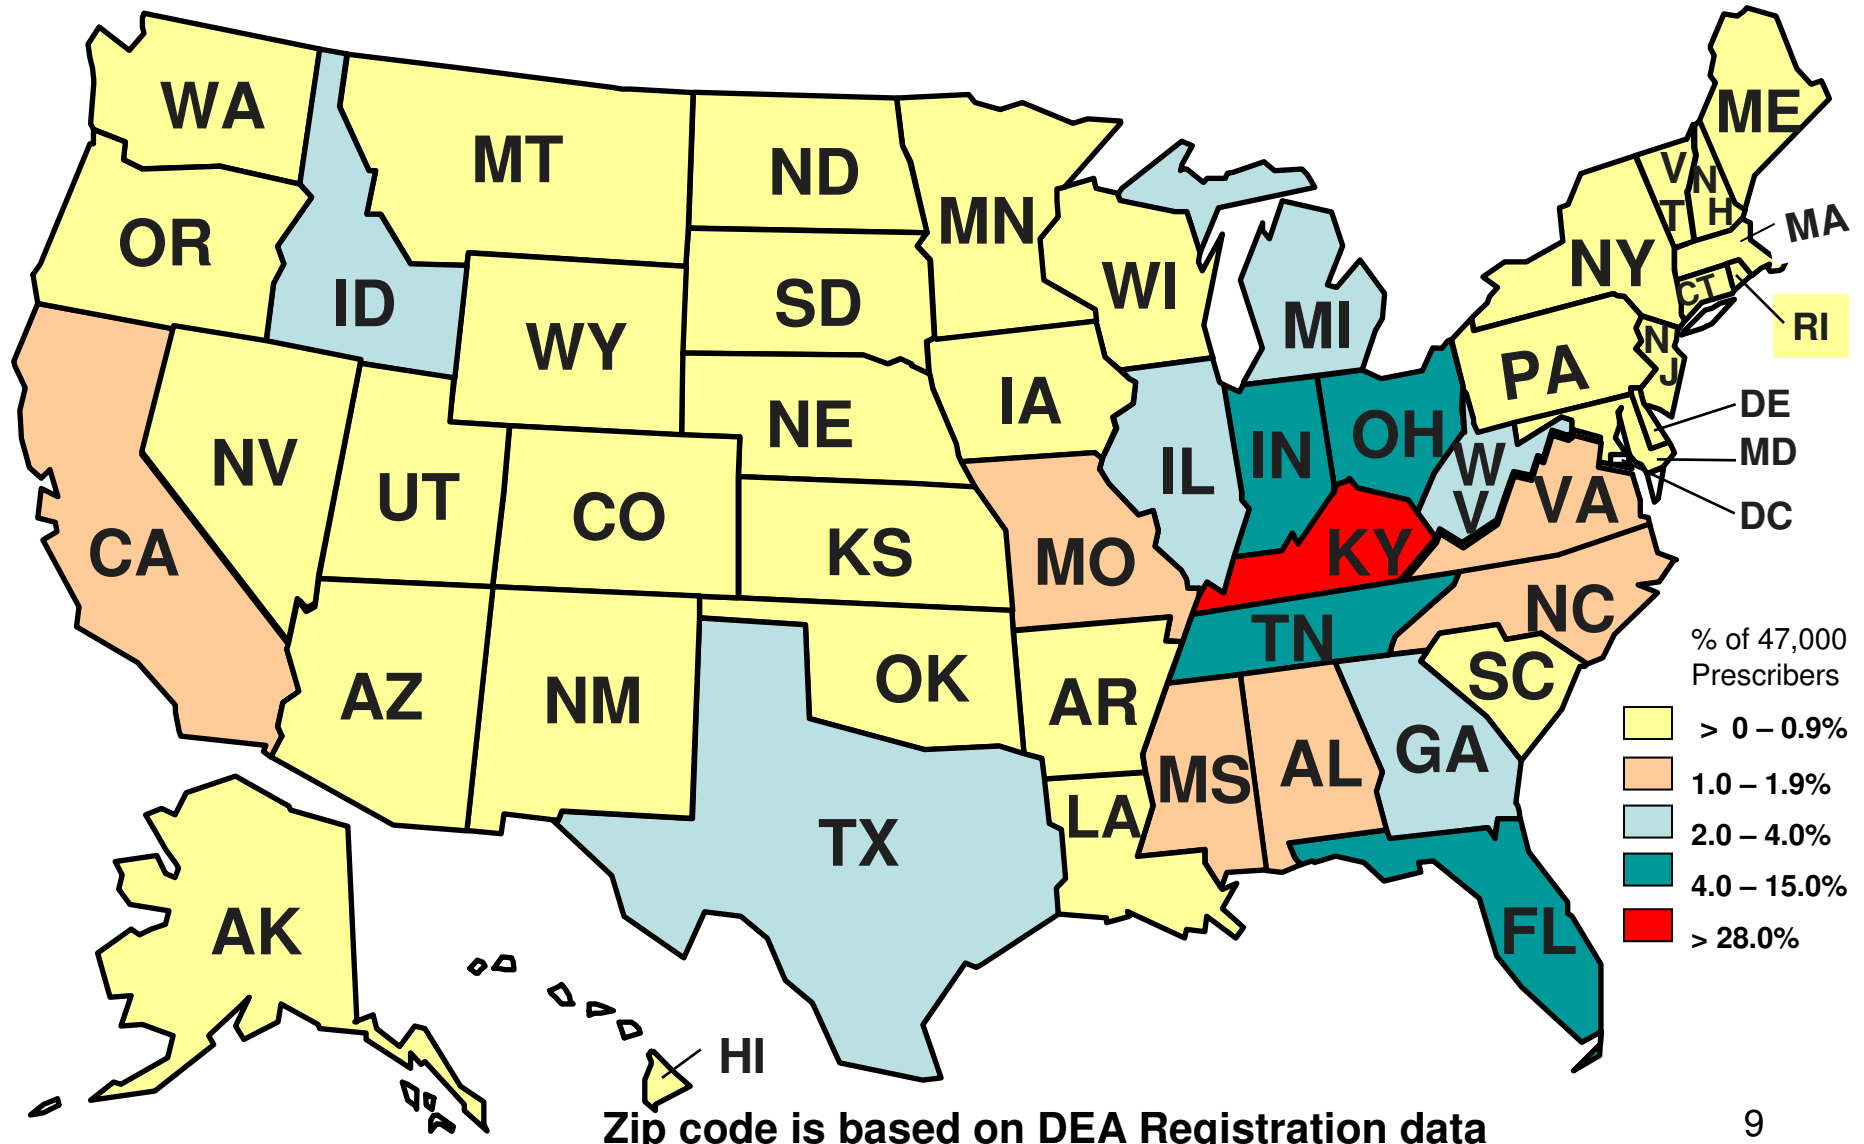 WA
MT
ND
MN
ME
V
T
N
H
MA
OR
ID
SD
WI
NY
MI
CT
RI
WY
PA
N
J
IA
NE
DE
NV
UT
CO
IL
IN
OH
W
V
MD
DC
CA
KS
MO
KY
VA
NC
TN
AZ
NM
OK
AR
SC
MS
AL
GA
LA
TX
FL
AK
HI
% of 47,000
Prescribers
> 0 – 0.9%
1.0 – 1.9%
2.0 – 4.0%
4.0 – 15.0%
> 28.0%
Zip code is based on DEA Registration data
9